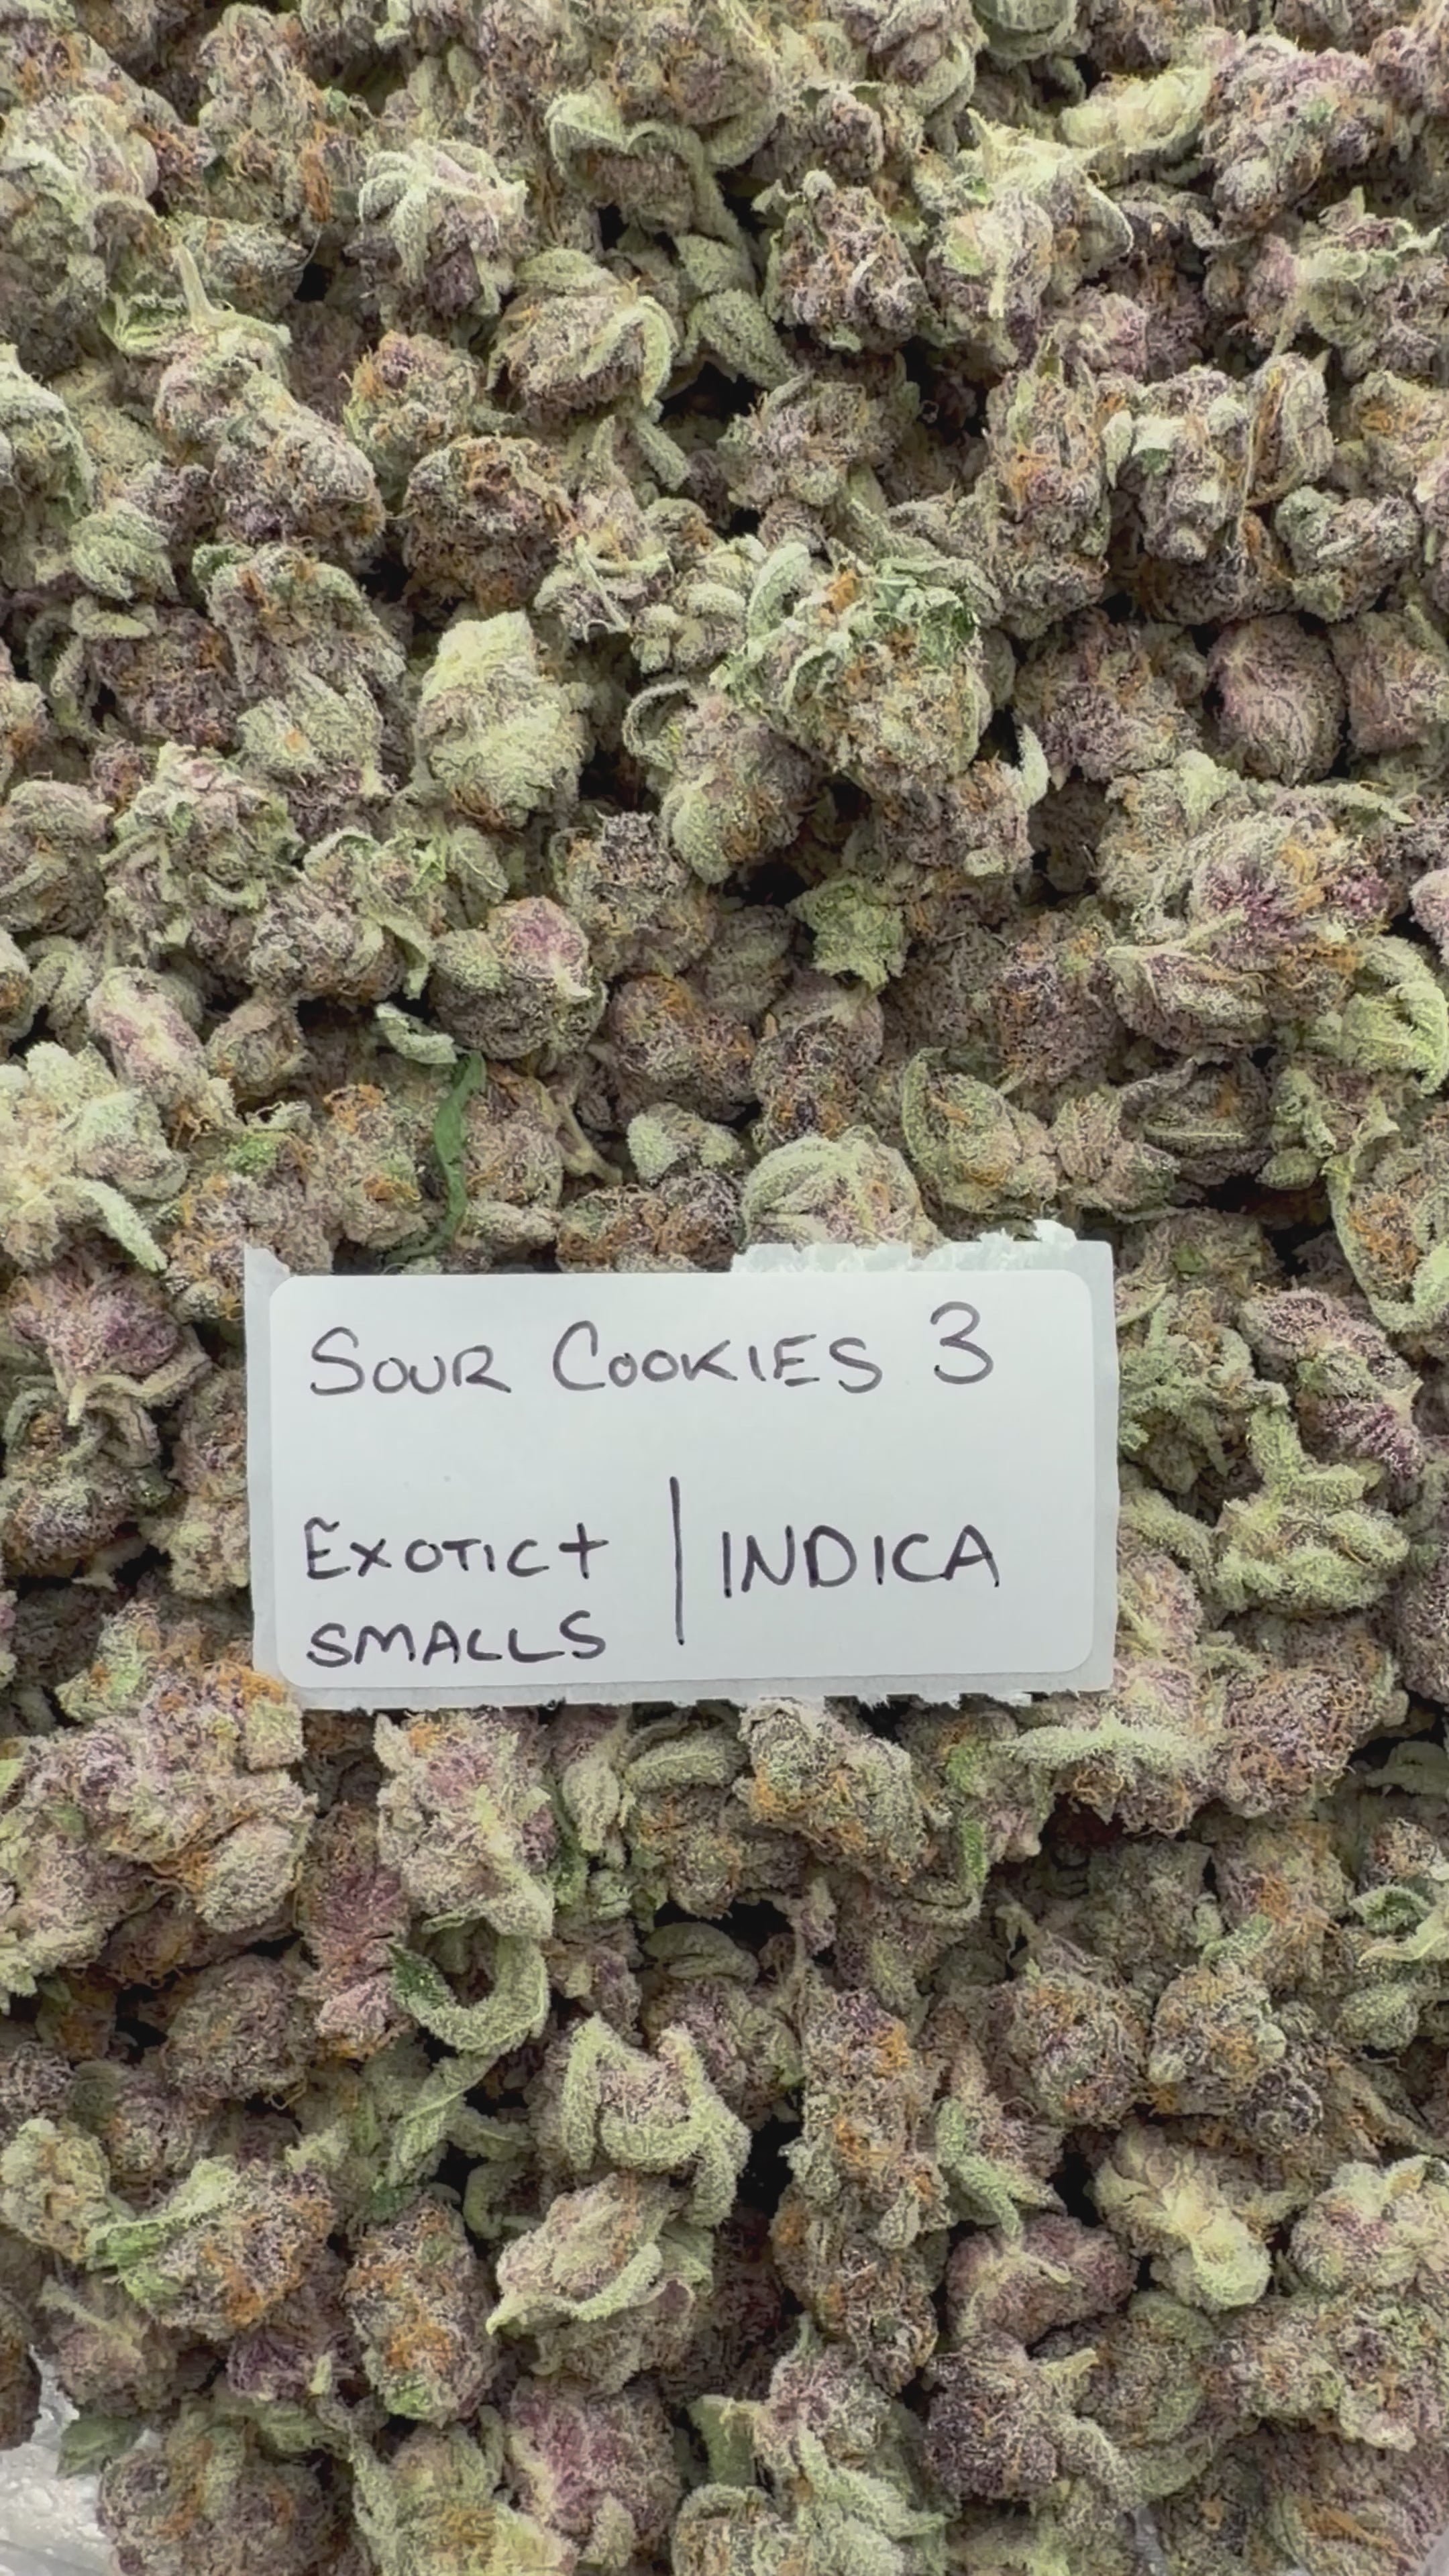 SOUR COOKIES 3
EXOTIC+ | INDICA
SMALLS